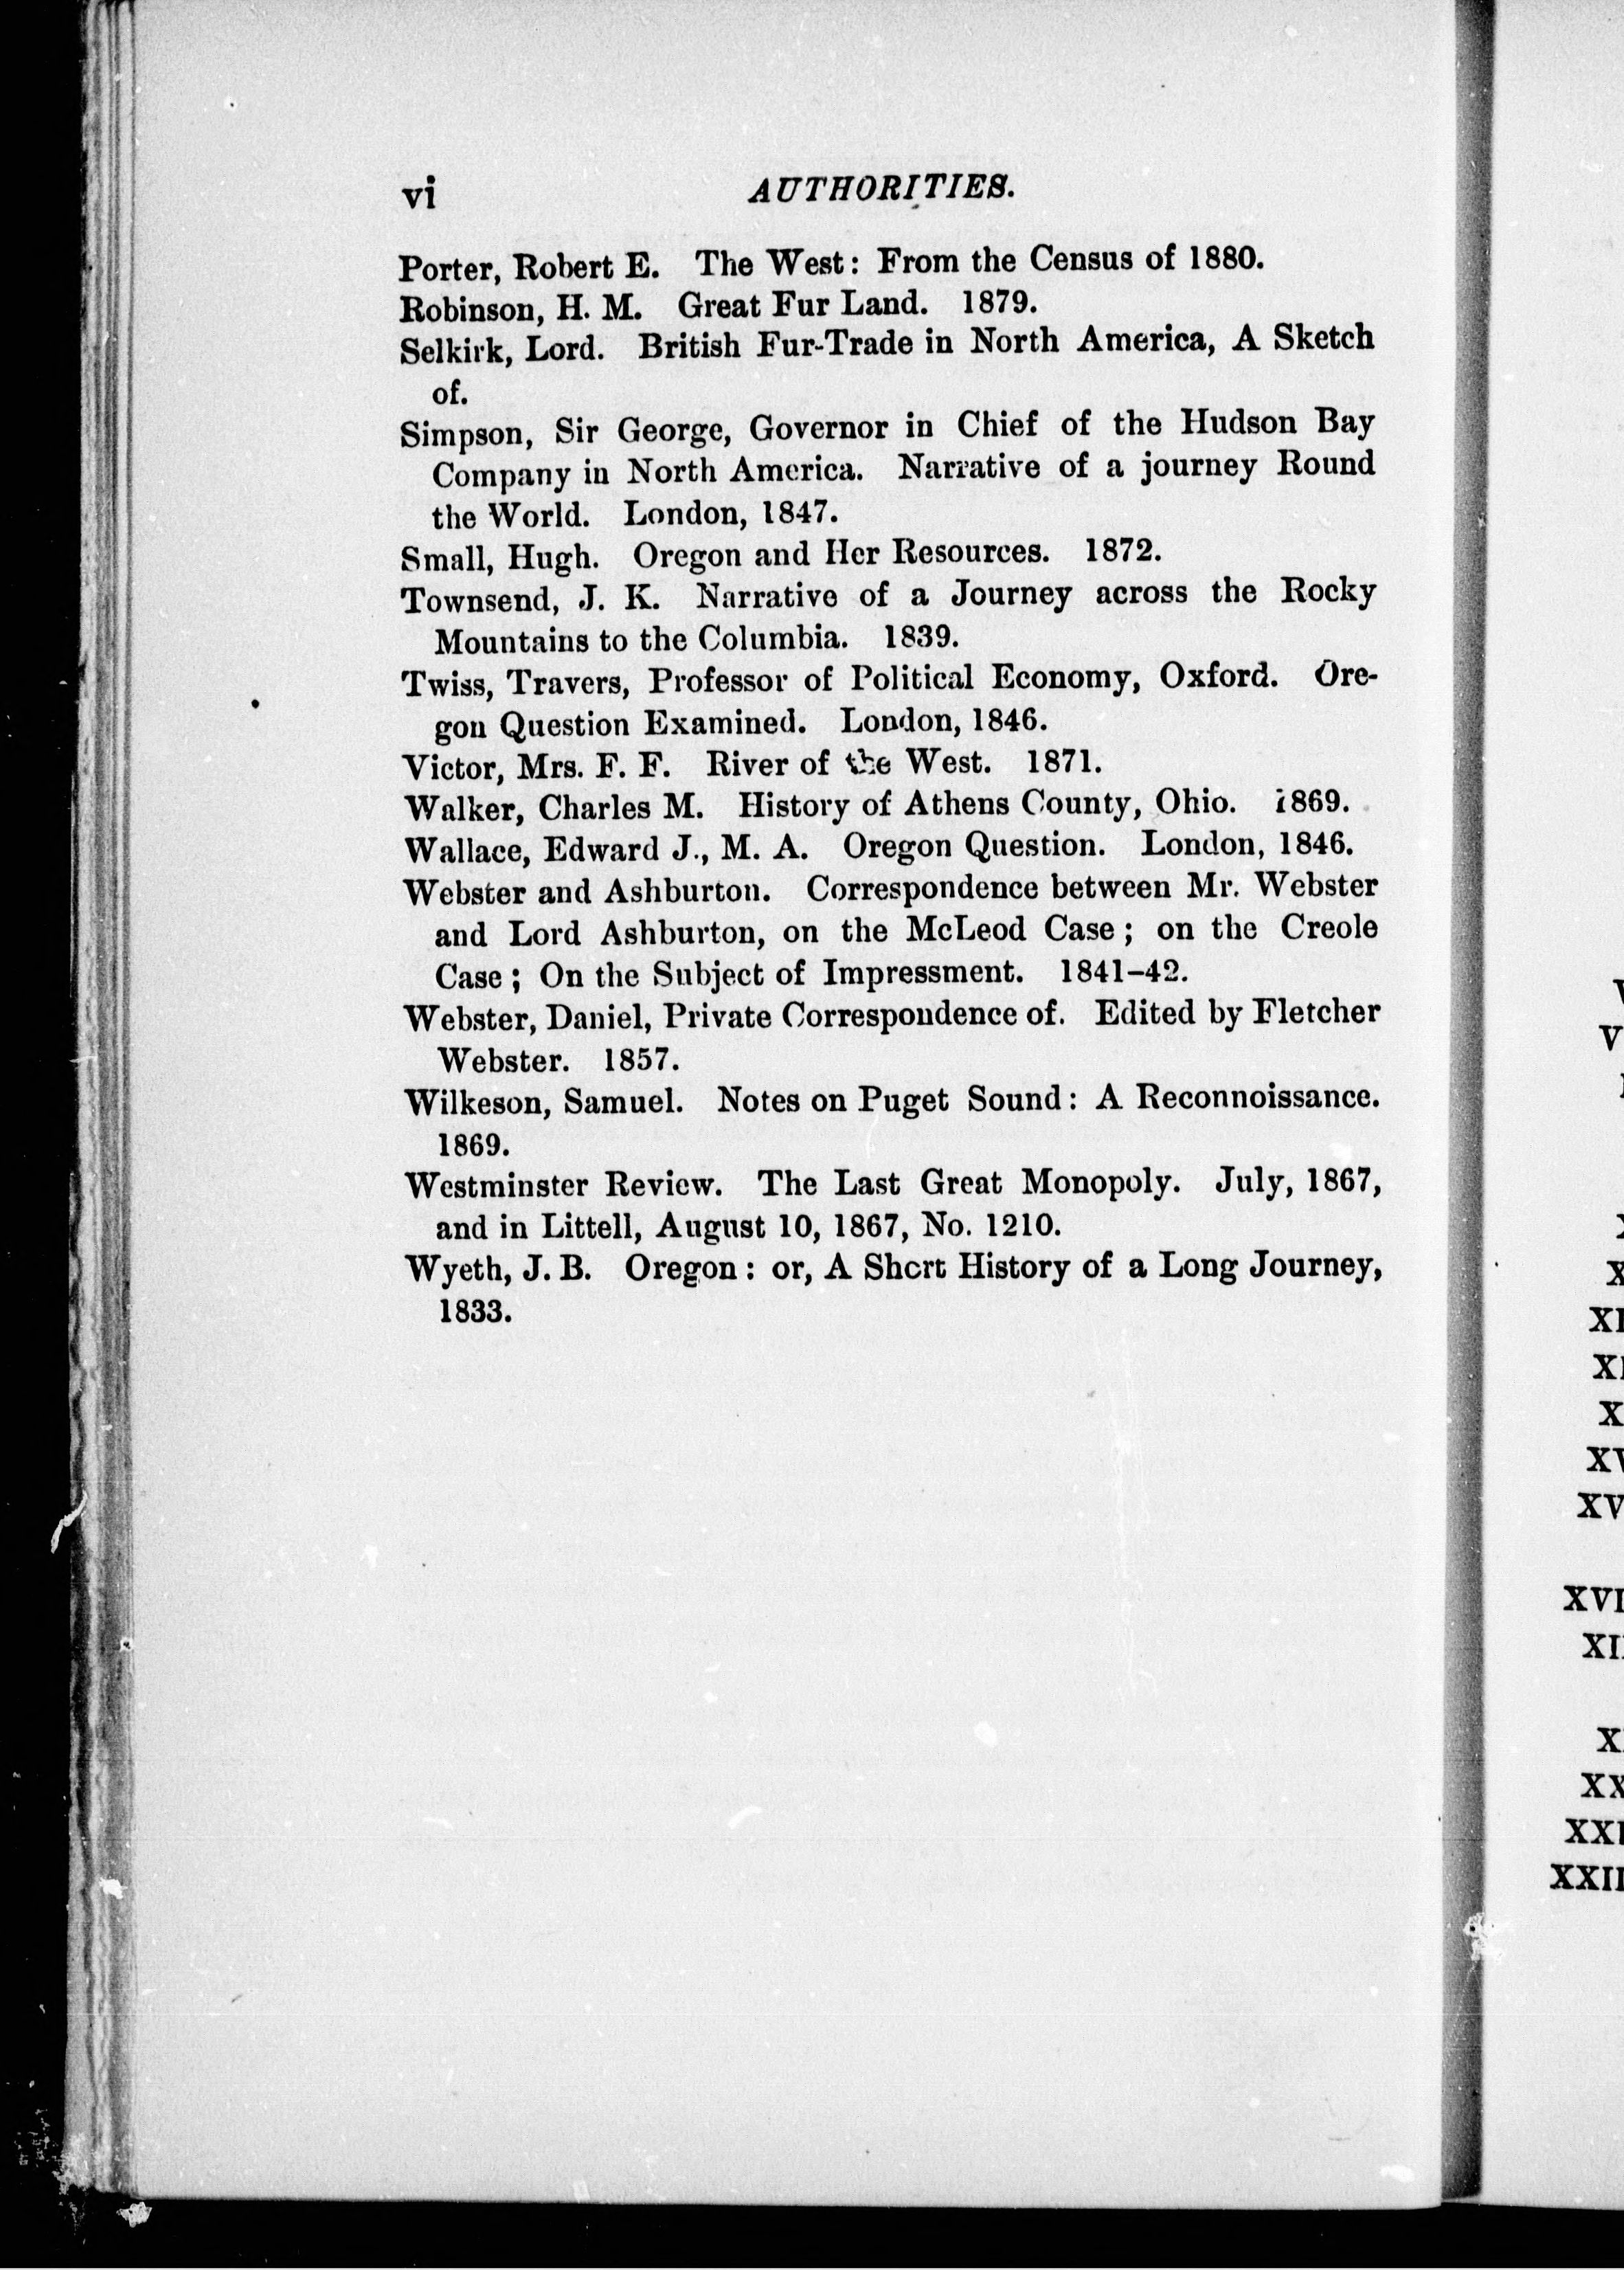 vi
AUTHORITIES.
Porter, Robert E. The West: From the Census of 1880.
Robinson, H. M. Great Fur Land. 1879.
Selkirk, Lord. British Fur-Trade in North America, A Sketch
of.
Simpson, Sir George, Governor in Chief of the Hudson Bay
Company in North America. Narrative of a journey Round
the World. London, 1847.
Small, Hugh. Oregon and Her Resources. 1872.
Townsend, J. K. Narrative of a Journey across the Rocky
Mountains to the Columbia. 1839.
Twiss, Travers, Professor of Political Economy, Oxford. Ore-
gon Question Examined. London, 1846.
Victor, Mrs. F. F. River of the West. 1871.
Walker, Charles M. History of Athens County, Ohio. 1869.
Wallace, Edward J., M. A. Oregon Question. London, 1846.
Webster and Ashburton. Correspondence between Mr. Webster
and Lord Ashburton, on the McLeod Case; on the Creole
Case; On the Subject of Impressment. 1841–42.
Webster, Daniel, Private Correspondence of. Edited by Fletcher
Webster. 1857.
Wilkeson, Samuel. Notes on Puget Sound: A Reconnoissance.
1869.
Westminster Review. The Last Great Monopoly. July, 1867,
and in Littell, August 10, 1867, No. 1210.
Wyeth, J. B. Oregon: or, A Short History of a Long Journey,
1833.